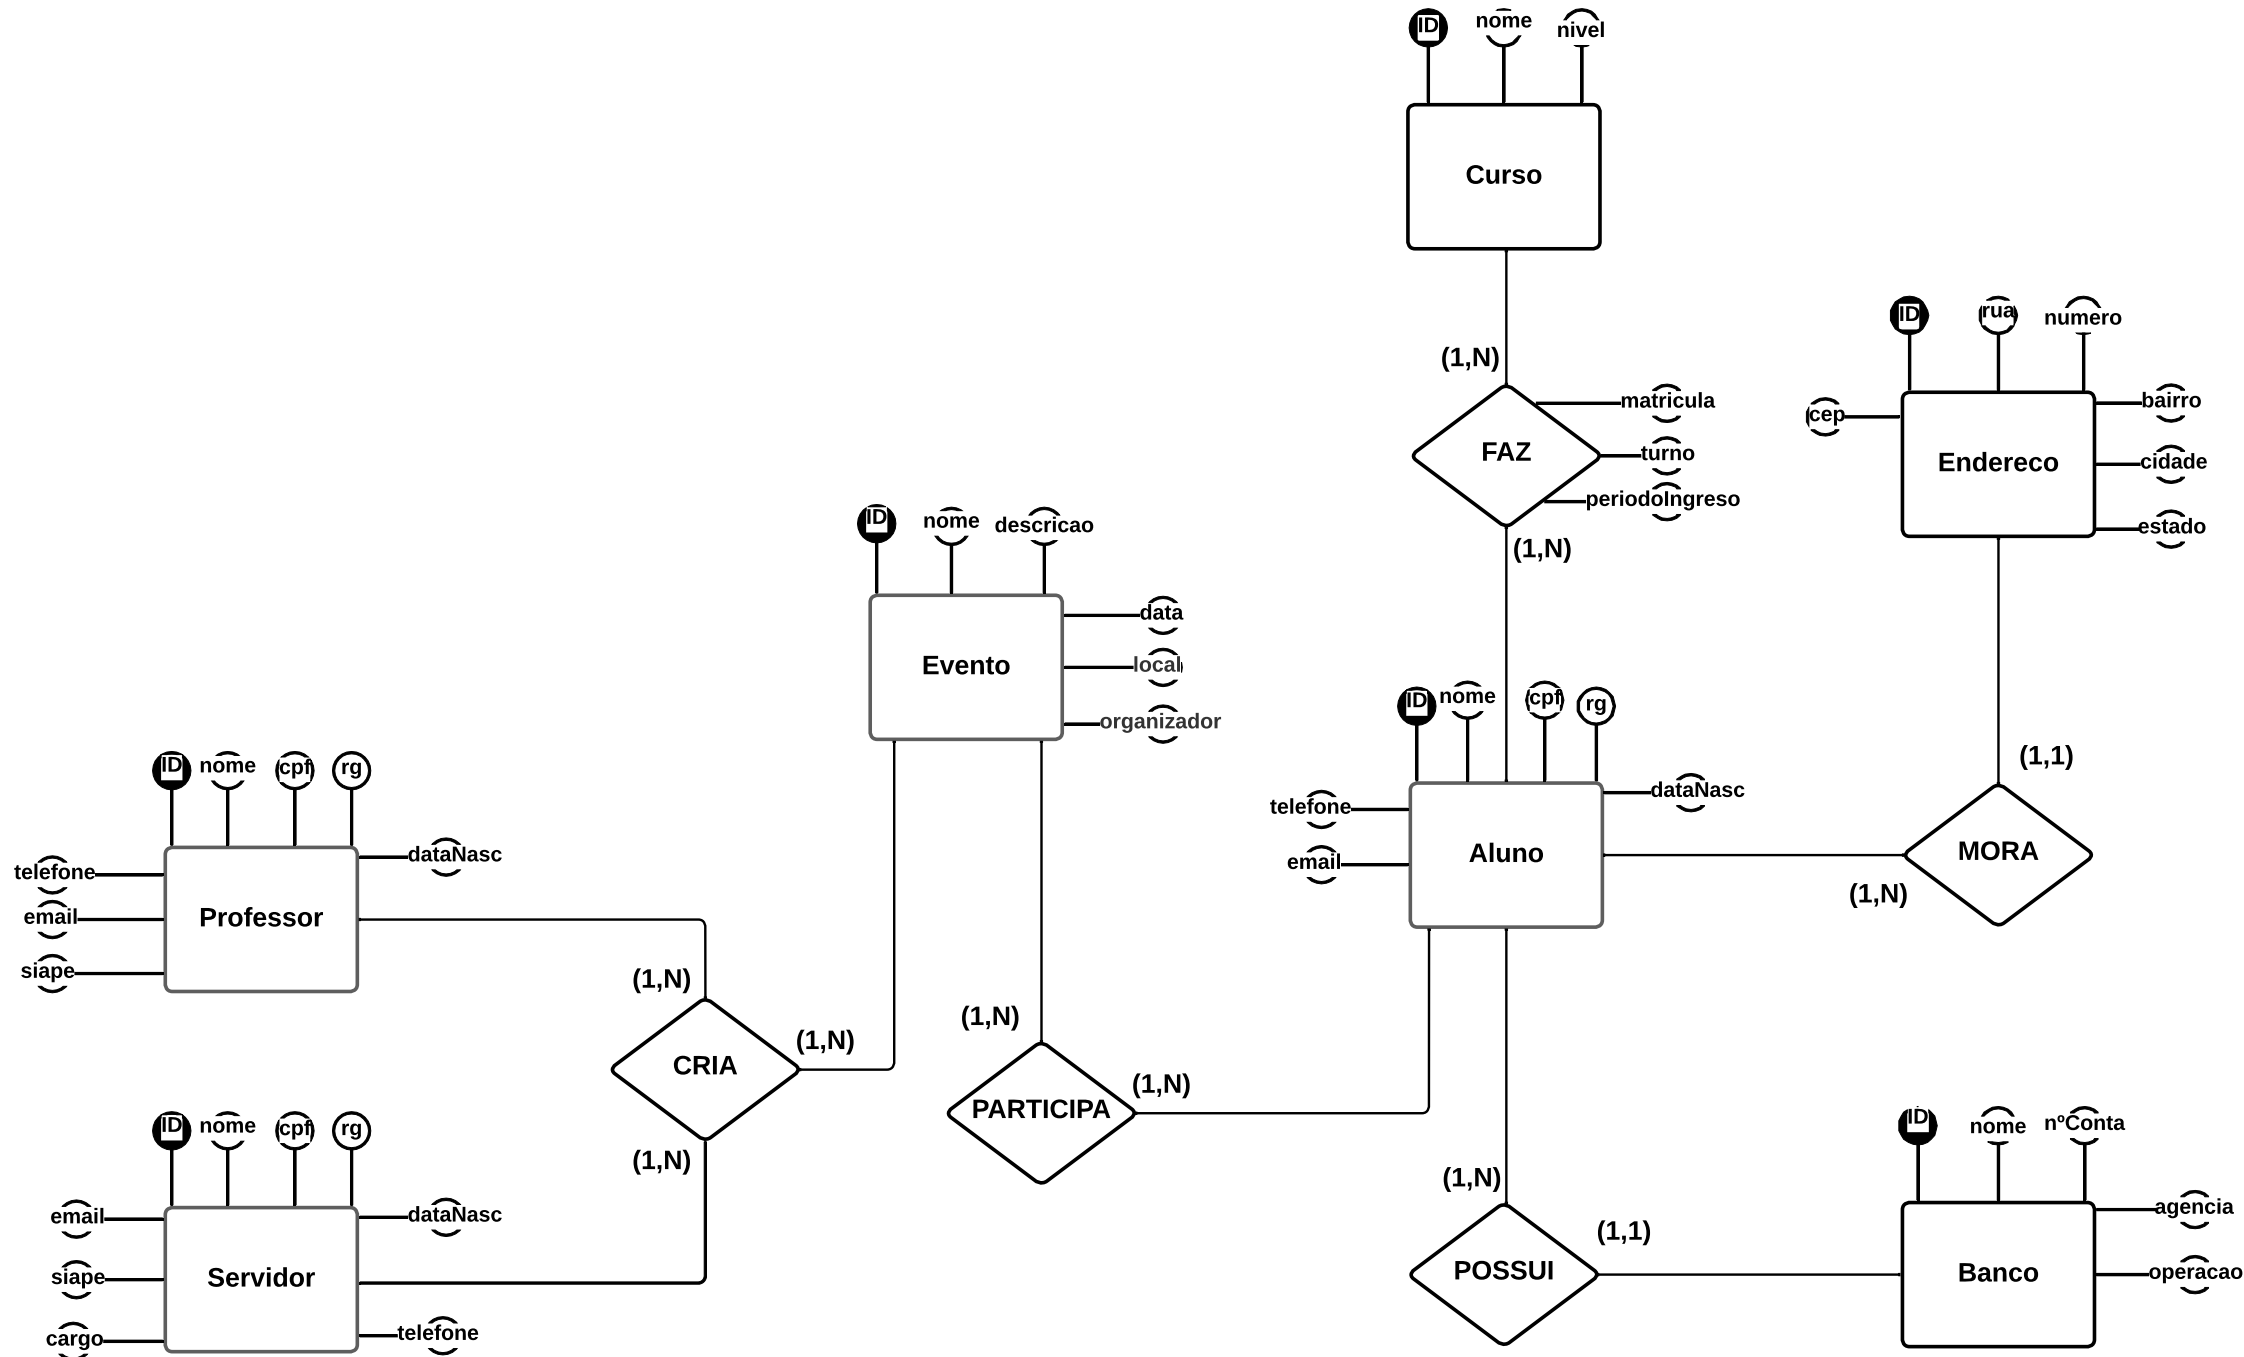 ID
nome
nivel
Curso
(1,N)
FAZ
matricula
turno
periodoIngreso
(1,N)
ID
rua
numero
cep
bairro
Endereco
cidade
estado
ID
nome
descricao
data
Evento
local
organizador
ID
nome
cpf
rg
telefone
dataNasc
email
Aluno
(1,1)
MORA
(1,N)
ID
nome
cpf
rg
telefone
dataNasc
email
Professor
siape
(1,N)
CRIA
(1,N)
(1,N)
(1,N)
PARTICIPA
(1,N)
ID
nome
cpf
rg
email
dataNasc
siape
Servidor
cargo
telefone
(1,N)
POSSUI
(1,1)
ID
nome
nºConta
agencia
Banco
operacao